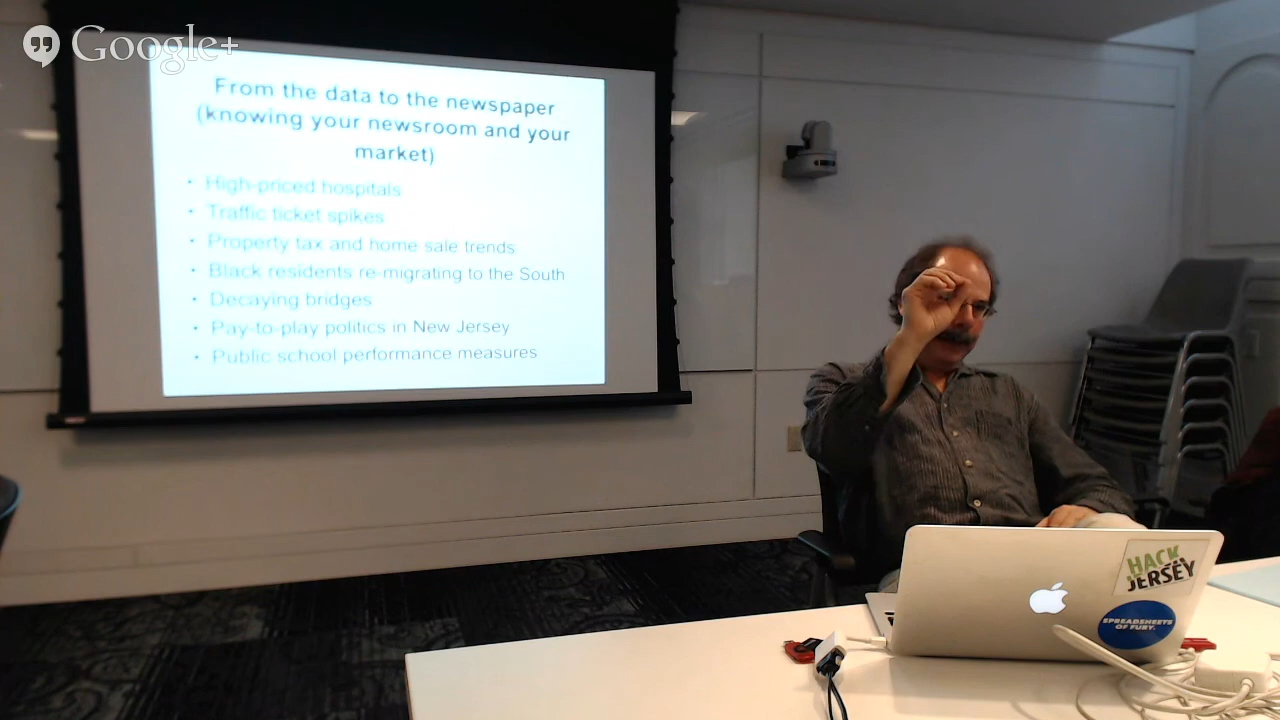 Google+
From the data to the newspaper
(knowing your newsroom and your
market)
• High-priced hospitals
• Traffic ticket spikes
• Property tax and home sale trends
• Black residents re-migrating to the South
• Decaying bridges
• Pay-to-play politics in New Jersey
• Public school performance measures
HACK
JERSEY
SPREADSHEETS
OF FURY.